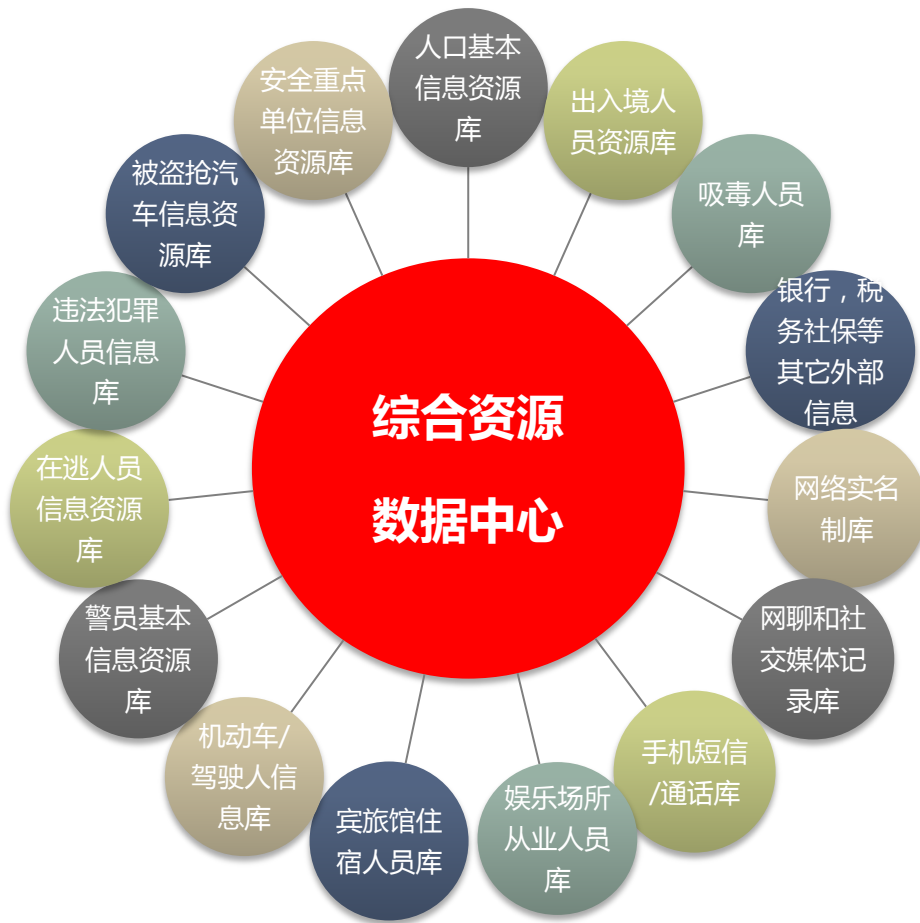 人口基本
信息资源
库
出入境人
员资源库
吸毒人员
库
银行，税
务社保等
其它外部
信息
网络实名
制库
网聊和社
交媒体记
录库
手机短信
/通话库
娱乐场所
从业人员
库
宾旅馆住
宿人员库
机动车/
驾驶人信
息库
警员基本
信息资源
库
在逃人员
信息资源
库
违法犯罪
人员信息
库
被盗抢汽
车信息资
源库
安全重点
单位信息
资源库
综合资源
数据中心